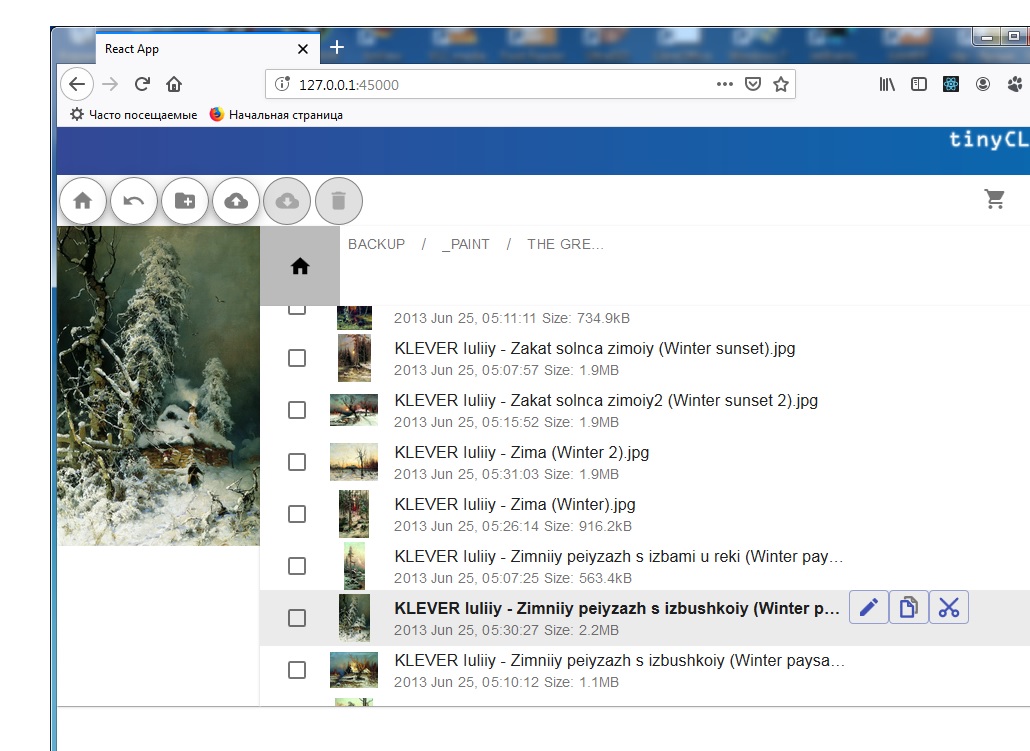 React App
127.0.0.1:45000
Часто посещаемые Начальная страница
tinyCL
BACKUP / _PAINT / THE GRE...
2013 Jun 25, 05:11:11 Size: 734.9kB
KLEVER Iuliiy - Zakat solnca zimoiy (Winter sunset).jpg
2013 Jun 25, 05:07:57 Size: 1.9MB
KLEVER Iuliiy - Zakat solnca zimoiy2 (Winter sunset 2).jpg
2013 Jun 25, 05:15:52 Size: 1.9MB
KLEVER Iuliiy - Zima (Winter 2).jpg
2013 Jun 25, 05:31:03 Size: 1.9MB
KLEVER Iuliiy - Zima (Winter).jpg
2013 Jun 25, 05:26:14 Size: 916.2kB
KLEVER Iuliiy - Zimniiy peiyzazh s izbami u reki (Winter pay...
2013 Jun 25, 05:07:25 Size: 563.4kB
KLEVER Iuliiy - Zimniiy peiyzazh s izbushkoiy (Winter p...
2013 Jun 25, 05:30:27 Size: 2.2MB
KLEVER Iuliiy - Zimniiy peiyzazh s izbushkoiy (Winter paysa...
2013 Jun 25, 05:10:12 Size: 1.1MB